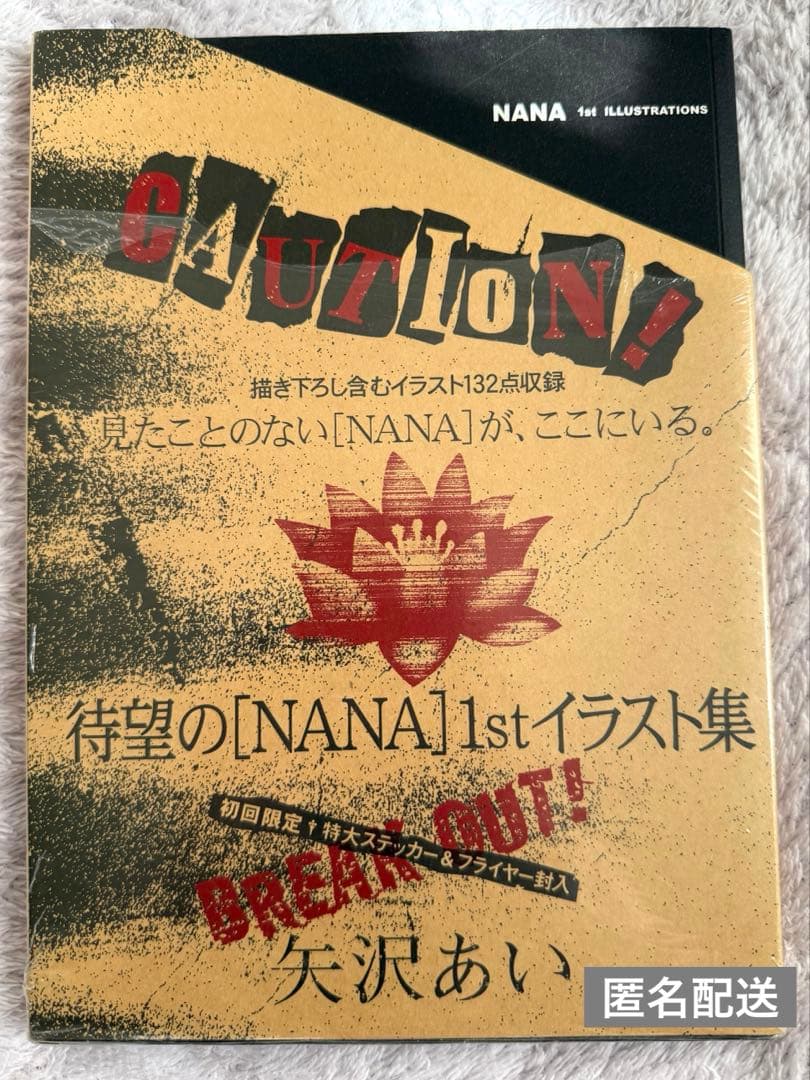 NANA 1st ILLUSTRATIONS
CAUTION!
描き下ろし含むイラスト132点収録
見たことのない[NANA]が、ここにいる。
待望の[NANA]1stイラスト集
BREAK OUT!
初回限定†特大ステッカー&フライヤー封入
矢沢あい
匿名配送